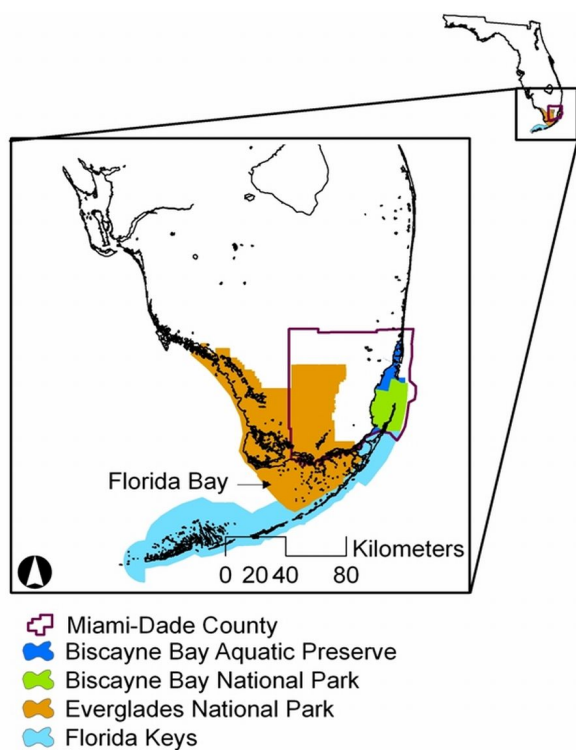 Florida Bay
Kilometers
0 20 40 80
Miami-Dade County
Biscayne Bay Aquatic Preserve
Biscayne Bay National Park
Everglades National Park
Florida Keys